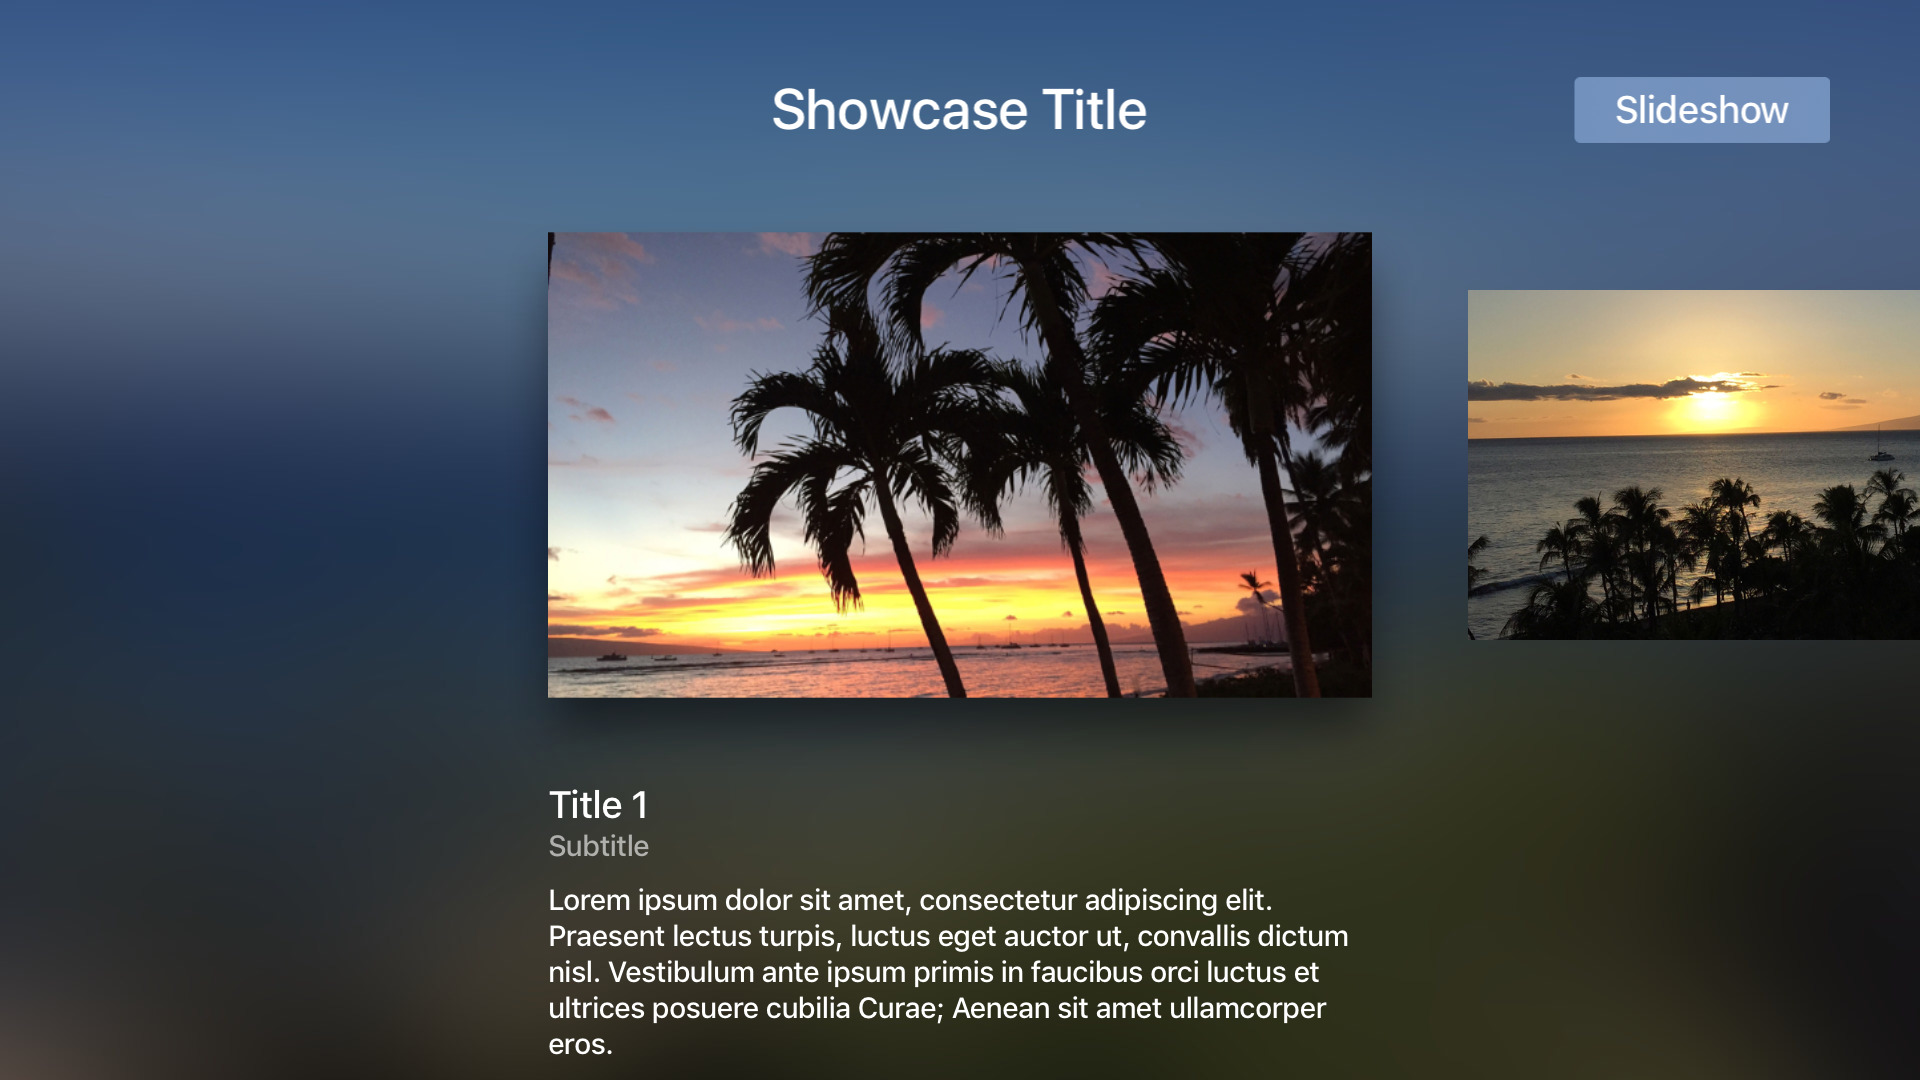 Showcase Title
Slideshow
Title 1
Subtitle
Lorem ipsum dolor sit amet, consectetur adipiscing elit.
Praesent lectus turpis, luctus eget auctor ut, convallis dictum
nisl. Vestibulum ante ipsum primis in faucibus orci luctus et
ultrices posuere cubilia Curae; Aenean sit amet ullamcorper
eros.